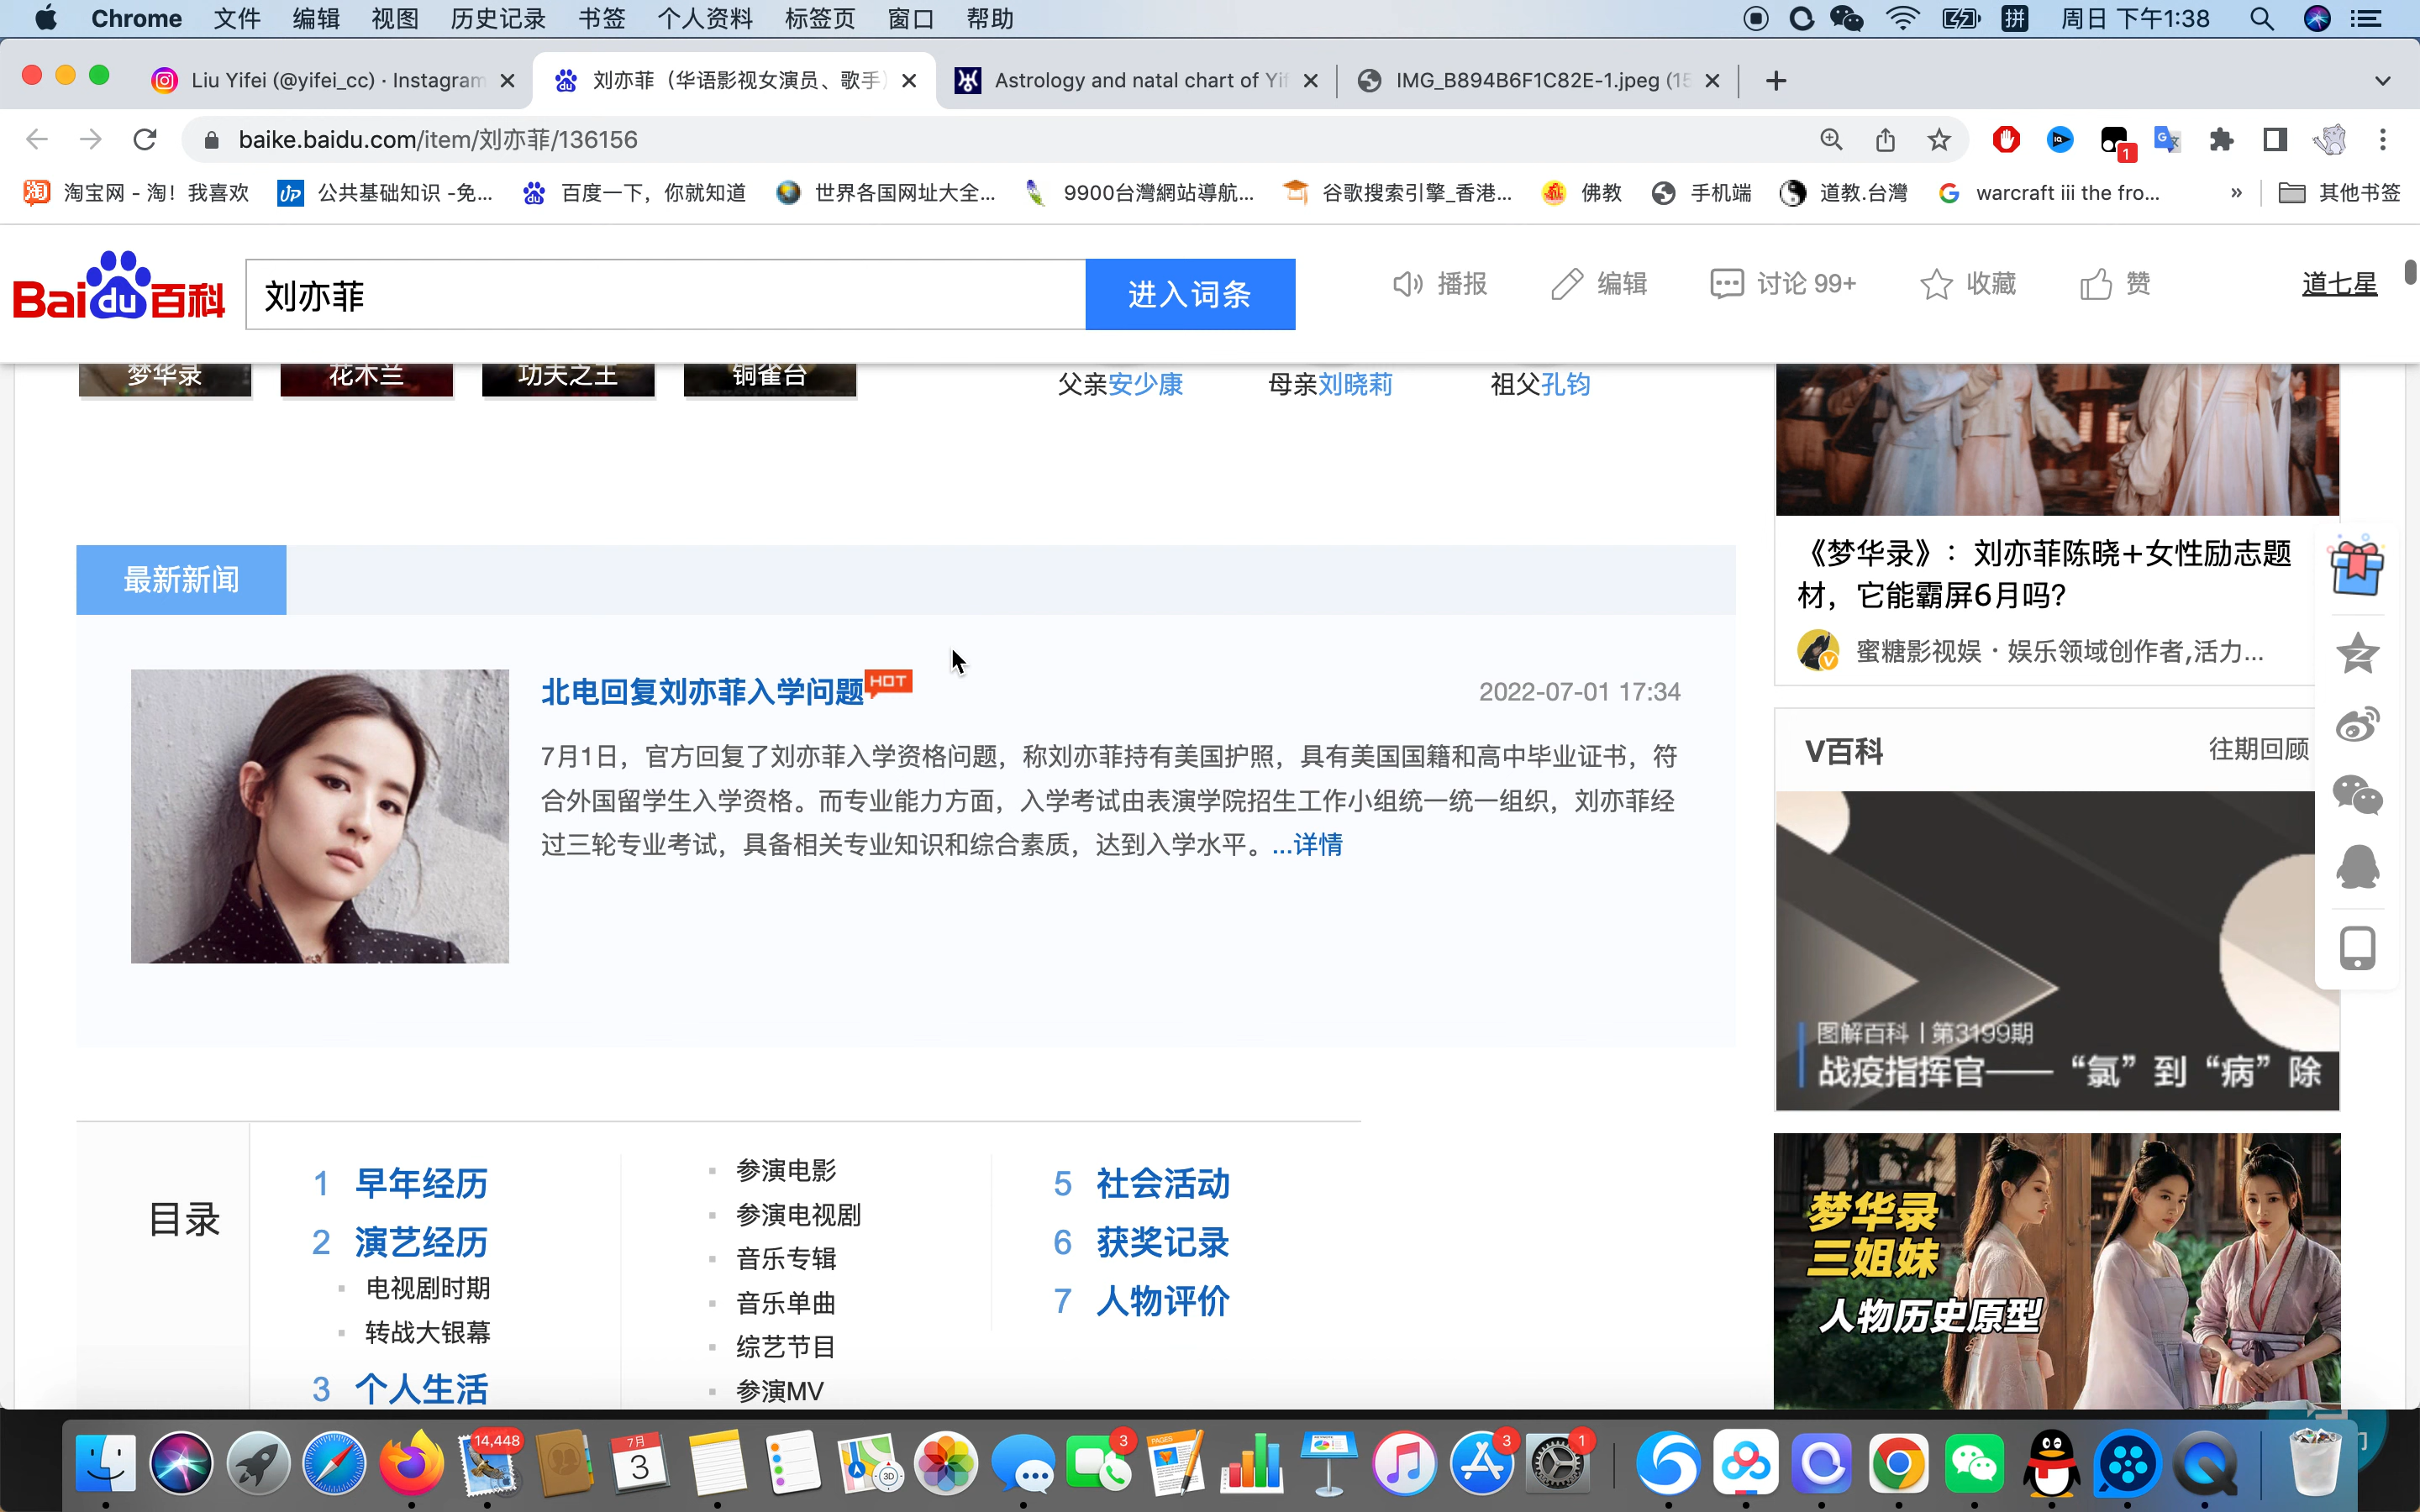 Chrome 文件 编辑 视图 历史记录 书签 个人资料 标签页 窗口 帮助 拼 周日 下午1:38
Liu Yifei (@yifei_cc) · Instagram
刘亦菲（华语影视女演员、歌手）
Astrology and natal chart of Yif
IMG_B894B6F1C82E-1.jpeg (15
baike.baidu.com/item/刘亦菲/136156
1
淘宝网 - 淘！我喜欢
公共基础知识 -免...
百度一下，你就知道
世界各国网址大全...
9900台灣網站導航...
谷歌搜索引擎_香港...
佛教
手机端
道教.台灣
warcraft iii the fro...
»
其他书签
Bai du 百科
刘亦菲
进入词条
播报
编辑
讨论 99+
收藏
赞
道七星
梦华录
花木兰
功夫之王
铜雀台
父亲安少康
母亲刘晓莉
祖父孔钧
最新新闻
北电回复刘亦菲入学问题 HOT
2022-07-01 17:34
7月1日，官方回复了刘亦菲入学资格问题，称刘亦菲持有美国护照，具有美国国籍和高中毕业证书，符
合外国留学生入学资格。而专业能力方面，入学考试由表演学院招生工作小组统一统一组织，刘亦菲经
过三轮专业考试，具备相关专业知识和综合素质，达到入学水平。...详情
《梦华录》：刘亦菲陈晓+女性励志题
材，它能霸屏6月吗？
蜜糖影视娱 · 娱乐领域创作者,活力...
V百科
往期回顾
图解百科 | 第3199期
战疫指挥官——“氯”到“病”除
梦华录
三姐妹
人物历史原型
目录
1 早年经历
2 演艺经历
电视剧时期
转战大银幕
3 个人生活
参演电影
参演电视剧
音乐专辑
音乐单曲
综艺节目
参演MV
5 社会活动
6 获奖记录
7 人物评价
14,448
7月
3
3D
3
PAGES
3
1